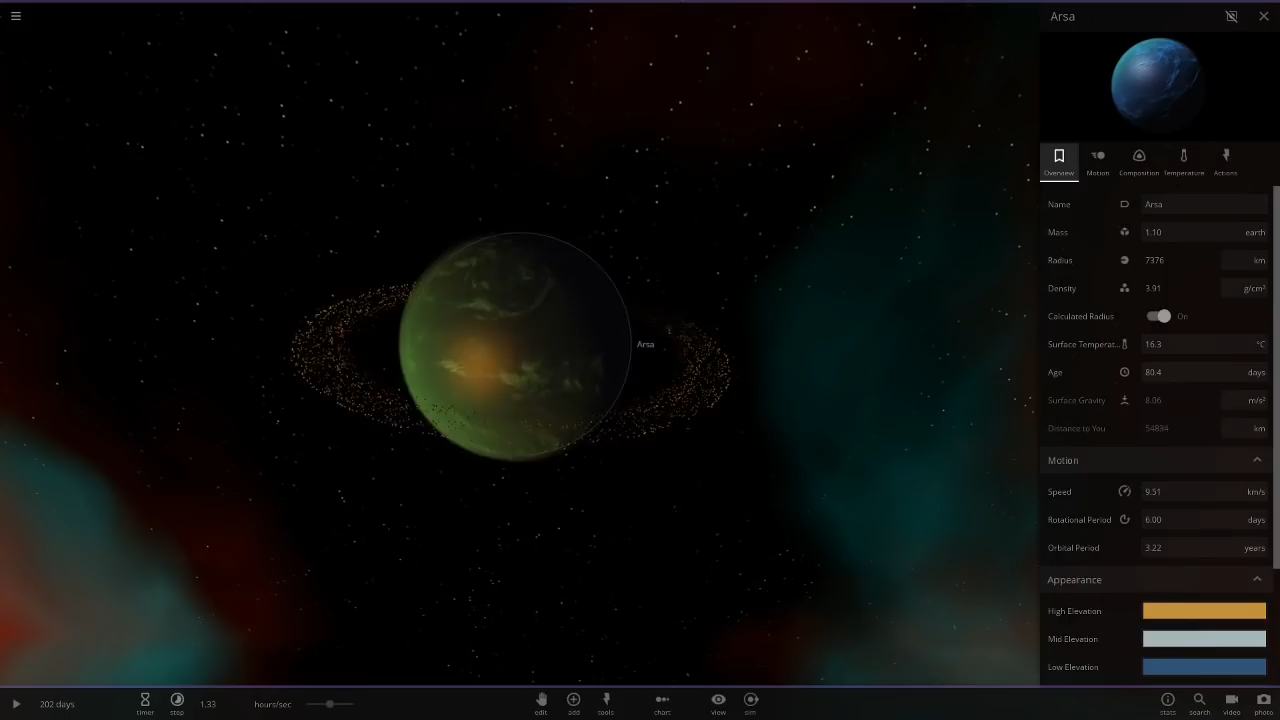 Arsa
Overview Motion Composition Temperature Actions
Name Arsa
Mass 1.10 earth
Radius 7376 km
Density 3.91 g/cm³
Calculated Radius On
Surface Temperat... 16.3 °C
Age 80.4 days
Surface Gravity 8.06 m/s²
Distance to You 54834 km
Motion
Speed 9.51 km/s
Rotational Period 6.00 days
Orbital Period 3.22 years
Appearance
High Elevation
Mid Elevation
Low Elevation
Arsa
202 days timer step 1.33 hours/sec edit add tools chart view sim stats search video photo